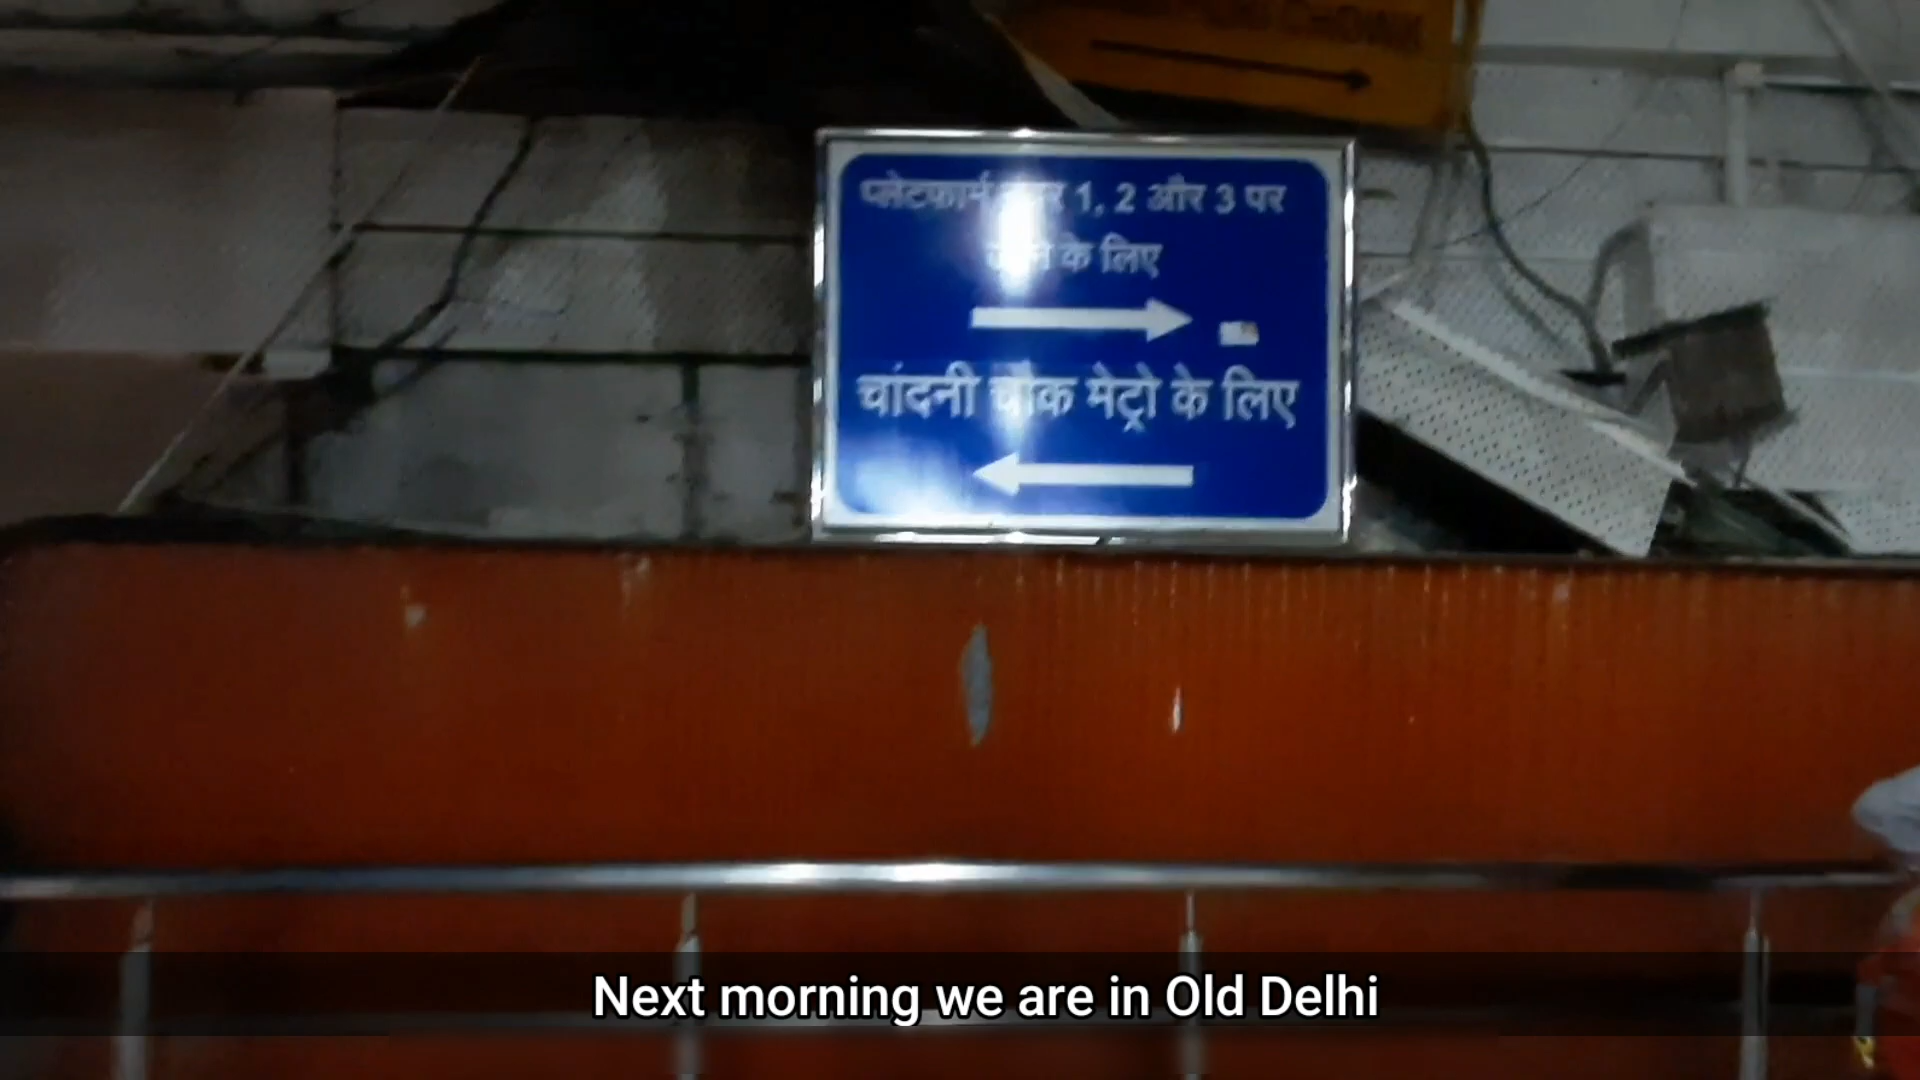 प्लेटफार्म 1, 2 और 3 पर
के लिए
चांदनी चौक मेट्रो के लिए
Next morning we are in Old Delhi